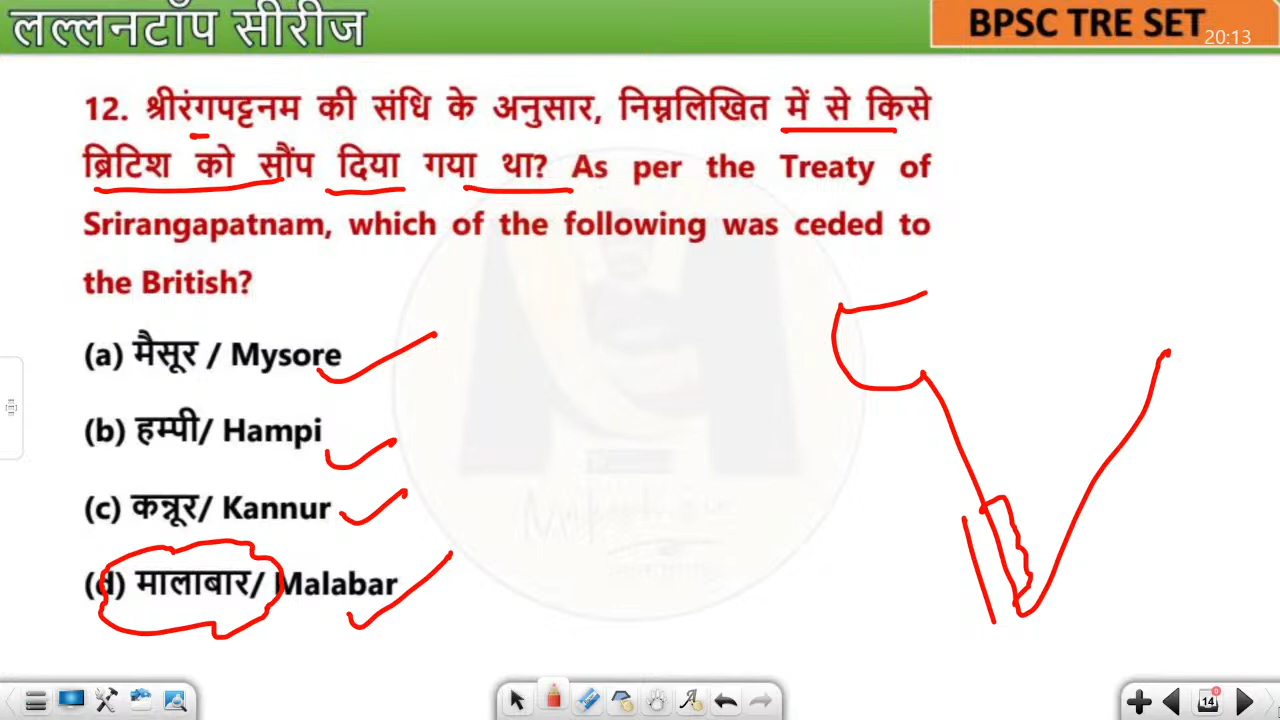 लल्लनटॉप सीरीज
BPSC TRE SET
20:13
12. श्रीरंगपट्टनम की संधि के अनुसार, निम्नलिखित में से किसे
ब्रिटिश को सौंप दिया गया था? As per the Treaty of
Srirangapatnam, which of the following was ceded to
the British?
(a) मैसूर / Mysore
(b) हम्पी/ Hampi
(c) कन्नूर/ Kannur
(d) मालाबार/ Malabar
14